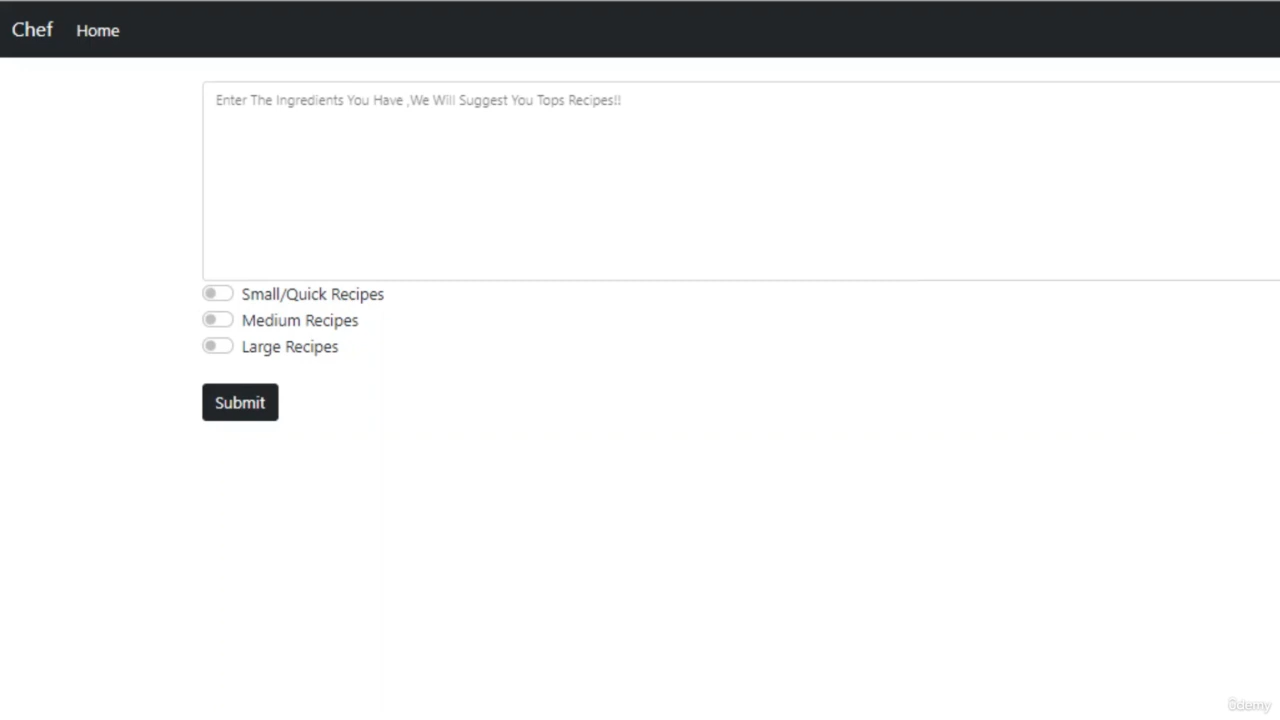 Chef Home
Enter The Ingredients You Have ,We Will Suggest You Tops Recipes!!
Small/Quick Recipes
Medium Recipes
Large Recipes
Submit
ûdemy